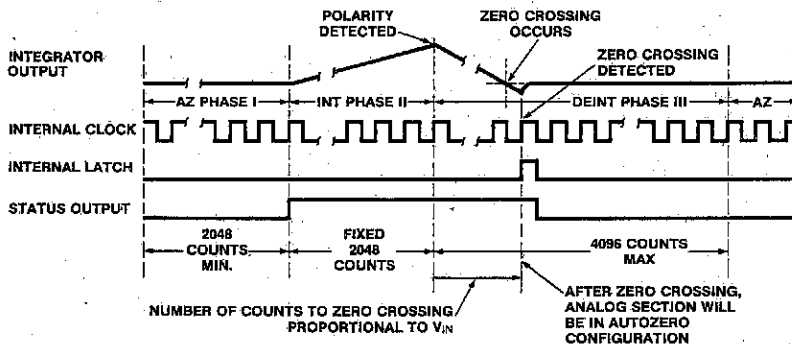 POLARITY
DETECTED
ZERO CROSSING
OCCURS
ZERO CROSSING
DETECTED
INTEGRATOR
OUTPUT
AZ PHASE I
INT PHASE II
DEINT PHASE III
AZ
INTERNAL CLOCK
INTERNAL LATCH
STATUS OUTPUT
2048
COUNTS
MIN.
FIXED
2048
COUNTS
4096 COUNTS
MAX
NUMBER OF COUNTS TO ZERO CROSSING
PROPORTIONAL TO VIN
AFTER ZERO CROSSING,
ANALOG SECTION WILL
BE IN AUTOZERO
CONFIGURATION